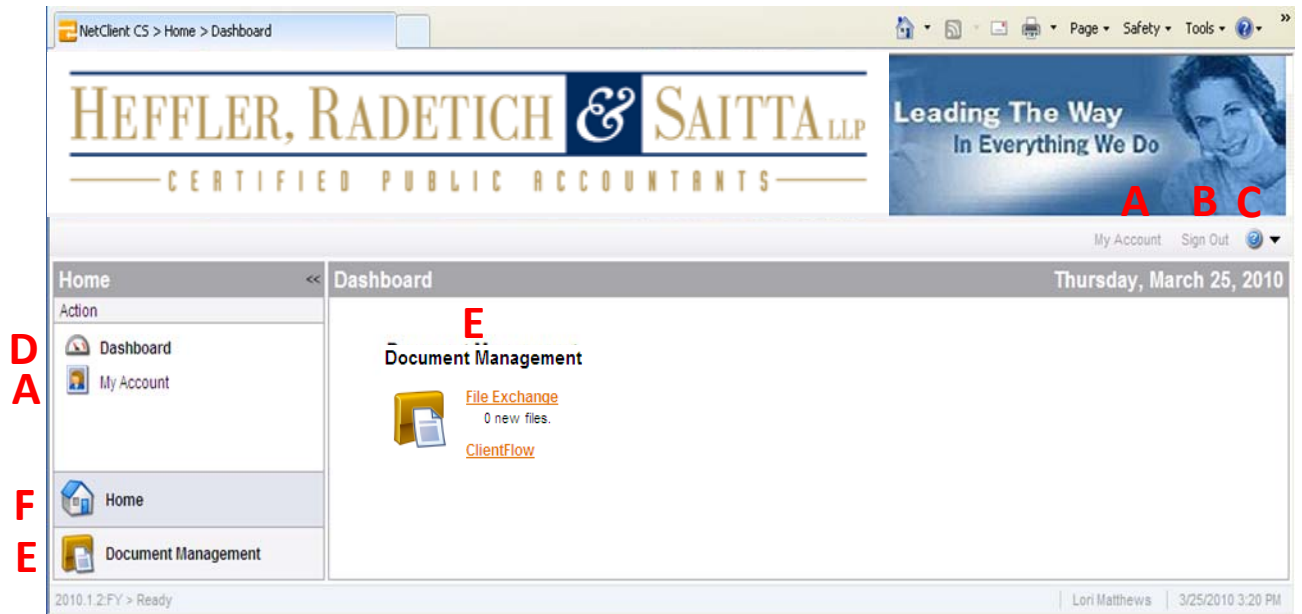 NetClient CS > Home > Dashboard
Page Safety Tools »
HEFFLER, RADETICH & SAITTA LLP
CERTIFIED PUBLIC ACCOUNTANTS
Leading The Way
In Everything We Do
A B C
My Account Sign Out
Home << Dashboard Thursday, March 25, 2010
Action
E
D Dashboard
Document Management
A My Account
File Exchange
0 new files.
ClientFlow
F Home
E Document Management
2010.1.2:FY > Ready Lori Matthews 3/25/2010 3:20 PM